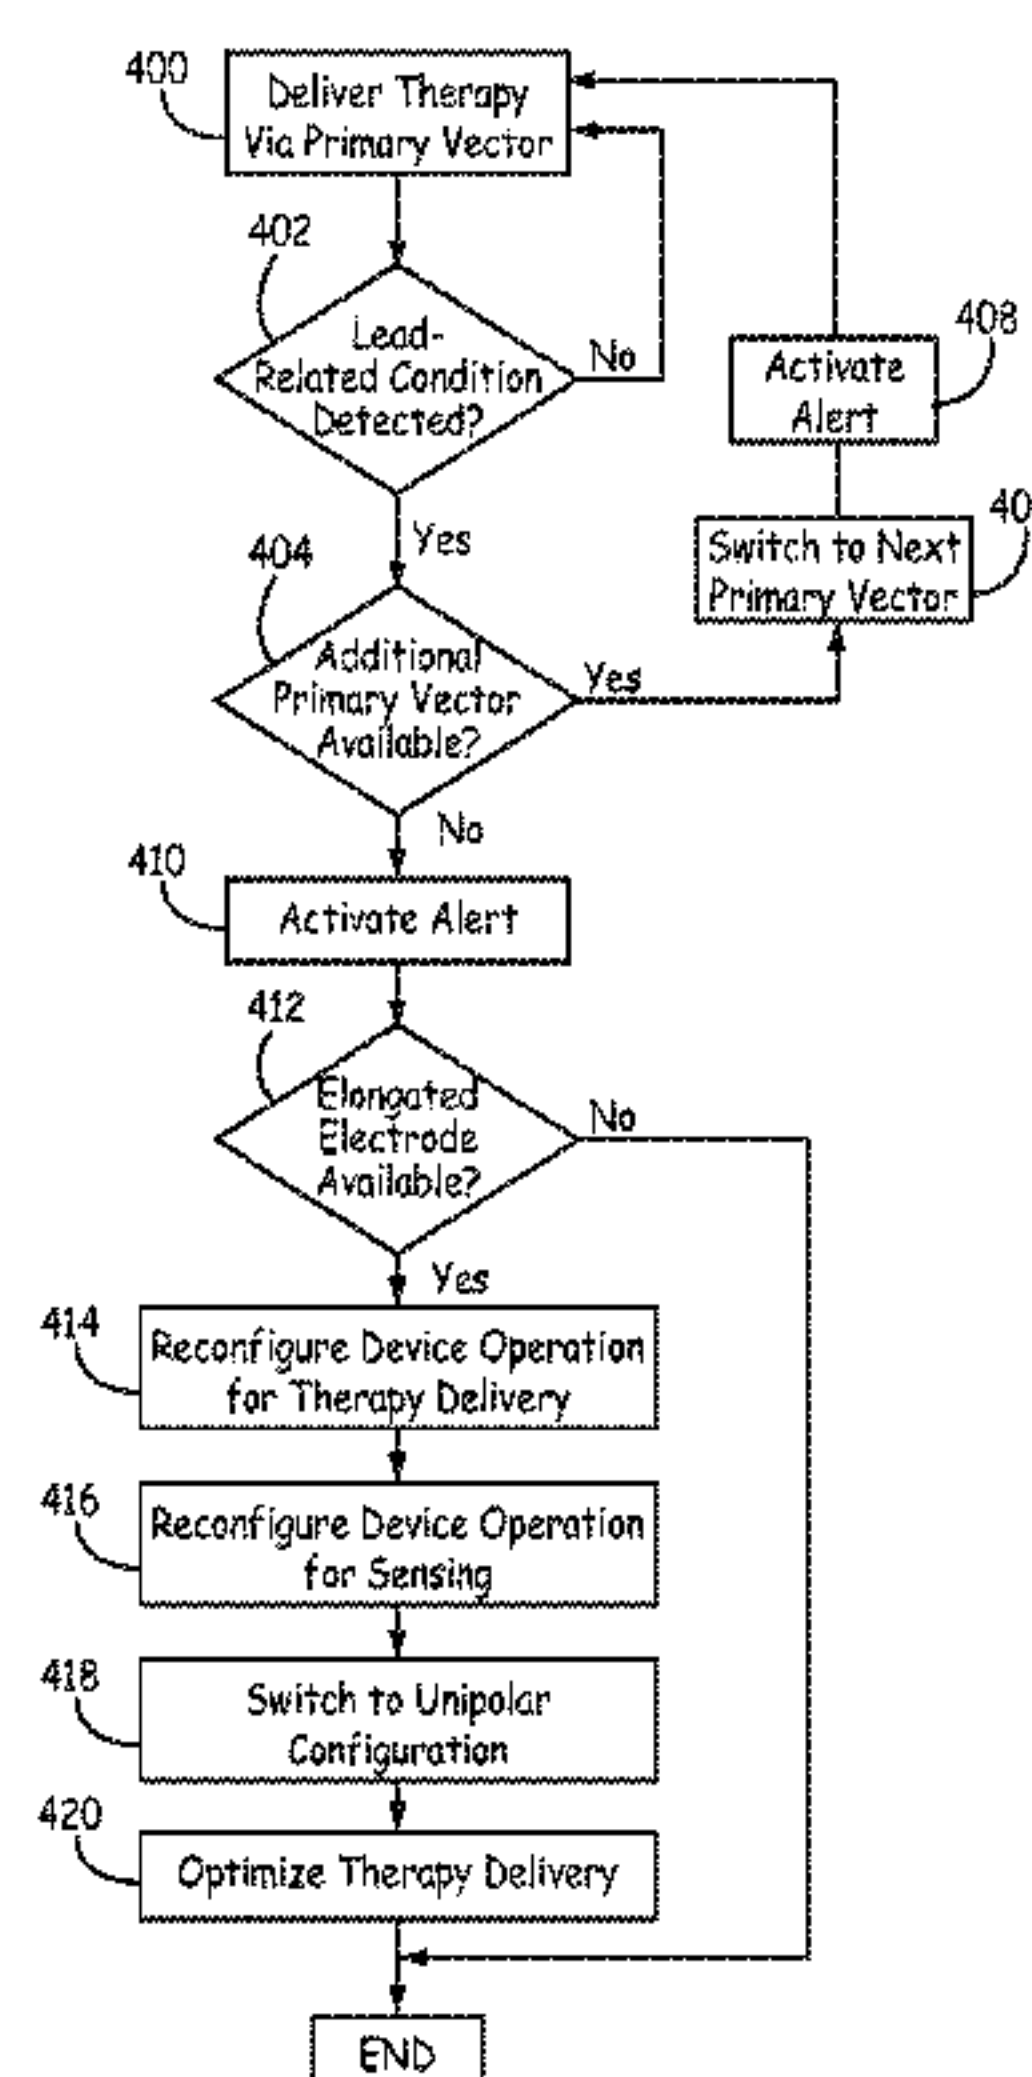 400
Deliver Therapy
Via Primary Vector
402
Lead-
Related Condition
Detected?
No
408
Activate
Alert
Yes
40
Switch to Next
Primary Vector
404
Additional
Primary Vector
Available?
Yes
No
410
Activate Alert
412
Elongated
Electrode
Available?
No
Yes
414
Reconfigure Device Operation
for Therapy Delivery
416
Reconfigure Device Operation
for Sensing
418
Switch to Unipolar
Configuration
420
Optimize Therapy Delivery
END